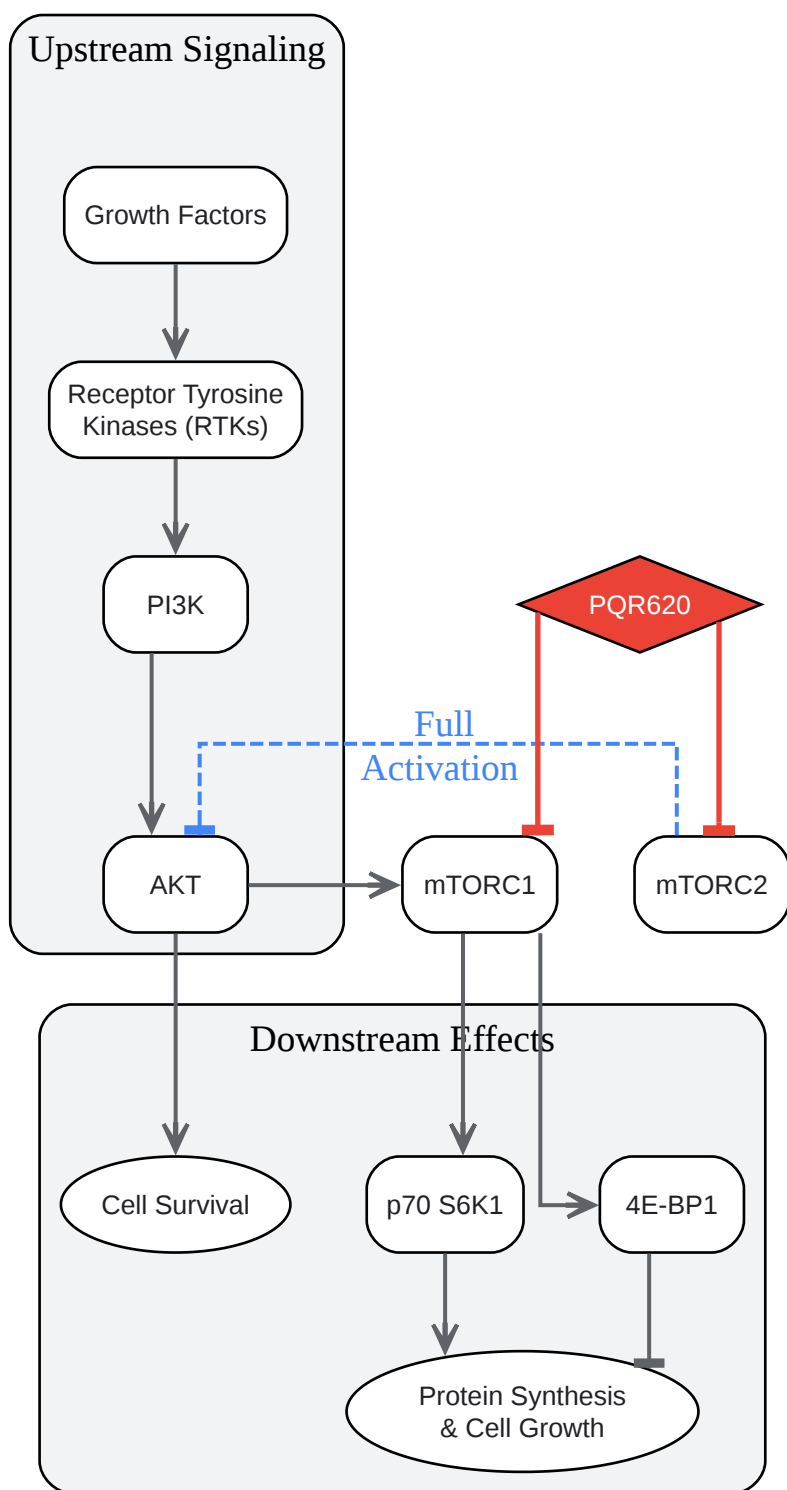 Upstream Signaling
Growth Factors
Receptor Tyrosine
Kinases (RTKs)
PI3K
PQR620
Full
Activation
AKT
mTORC1
mTORC2
Downstream Effects
Cell Survival
p70 S6K1
4E-BP1
Protein Synthesis
& Cell Growth